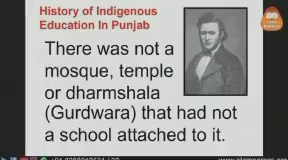 History of Indigenous
Education In Punjab
There was not a
mosque, temple
or dharmshala
(Gurdwara) that had not
a school attached to it.